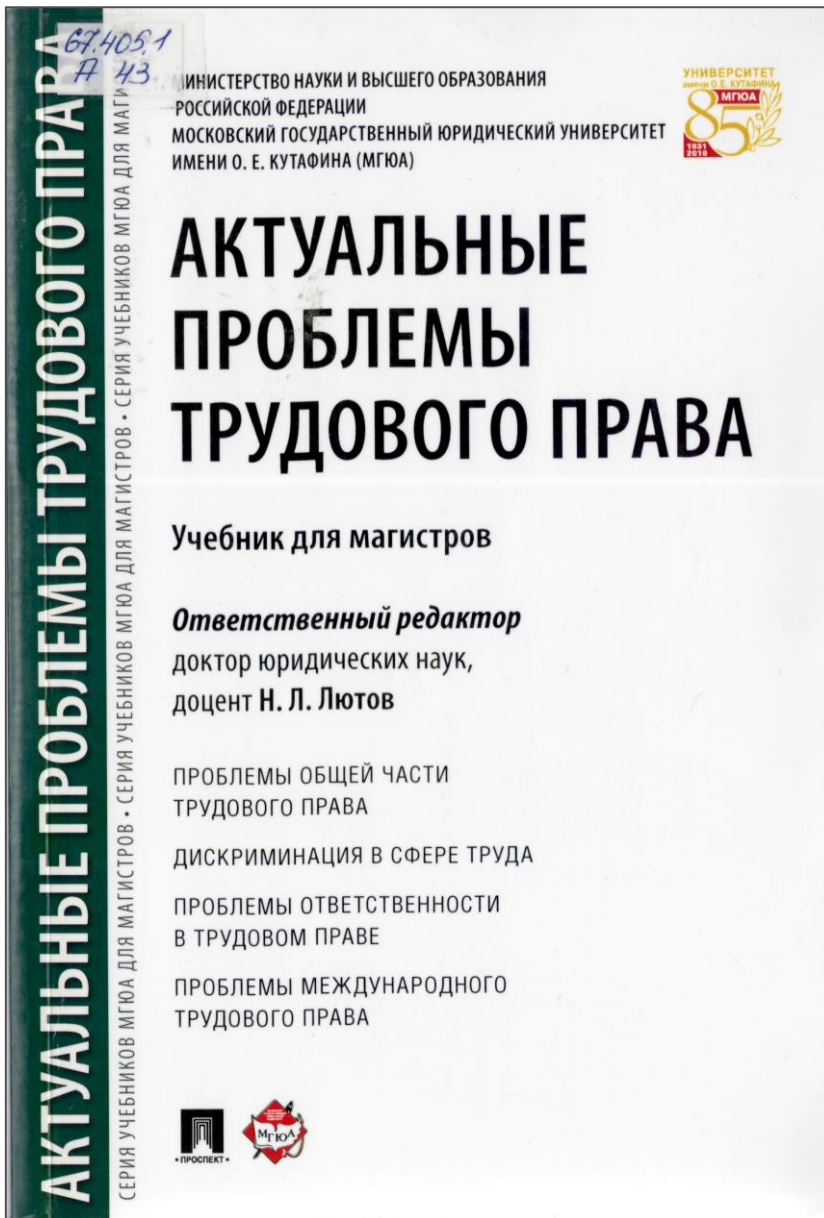 67.405.1
А 43
АКТУАЛЬНЫЕ ПРОБЛЕМЫ ТРУДОВОГО ПРАВА
СЕРИЯ УЧЕБНИКОВ МГЮА ДЛЯ МАГИСТРОВ • СЕРИЯ УЧЕБНИКОВ МГЮА ДЛЯ МАГИСТРОВ • СЕРИЯ УЧЕБНИКОВ МГЮА ДЛЯ МАГИ
МИНИСТЕРСТВО НАУКИ И ВЫСШЕГО ОБРАЗОВАНИЯ
РОССИЙСКОЙ ФЕДЕРАЦИИ
МОСКОВСКИЙ ГОСУДАРСТВЕННЫЙ ЮРИДИЧЕСКИЙ УНИВЕРСИТЕТ
ИМЕНИ О. Е. КУТАФИНА (МГЮА)
УНИВЕРСИТЕТ
имени О.Е. КУТАФИНА
МГЮА
85
1931
2016
АКТУАЛЬНЫЕ
ПРОБЛЕМЫ
ТРУДОВОГО ПРАВА
Учебник для магистров
Ответственный редактор
доктор юридических наук,
доцент Н. Л. Лютов
ПРОБЛЕМЫ ОБЩЕЙ ЧАСТИ
ТРУДОВОГО ПРАВА
ДИСКРИМИНАЦИЯ В СФЕРЕ ТРУДА
ПРОБЛЕМЫ ОТВЕТСТВЕННОСТИ
В ТРУДОВОМ ПРАВЕ
ПРОБЛЕМЫ МЕЖДУНАРОДНОГО
ТРУДОВОГО ПРАВА
• ПРОСПЕКТ •
МГЮА